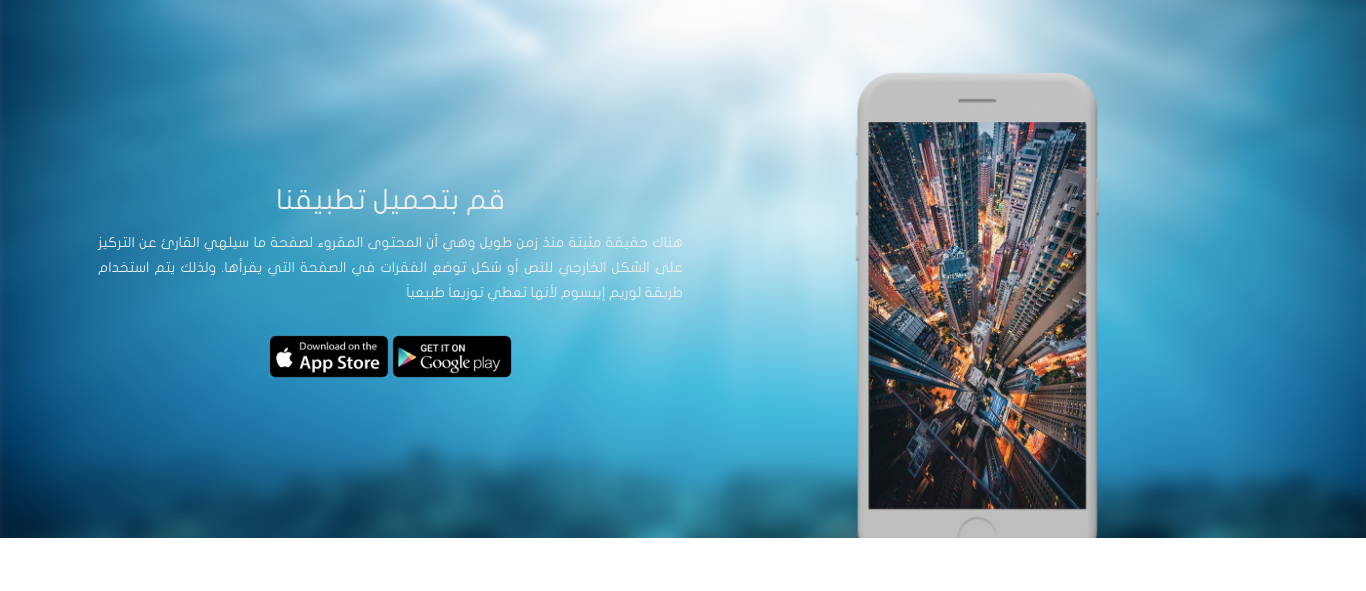 قم بتحميل تطبيقنا
هناك حقيقة مثبتة منذ زمن طويل وهي أن المحتوى المقروء لصفحة ما سيلهي القارئ عن التركيز
على الشكل الخارجي للنص أو شكل توضع الفقرات في الصفحة التي يقرأها. ولذلك يتم استخدام
طريقة لوريم إيبسوم لأنها تعطي توزيعاَ طبيعياَ
Download on the
App Store
GET IT ON
Google play